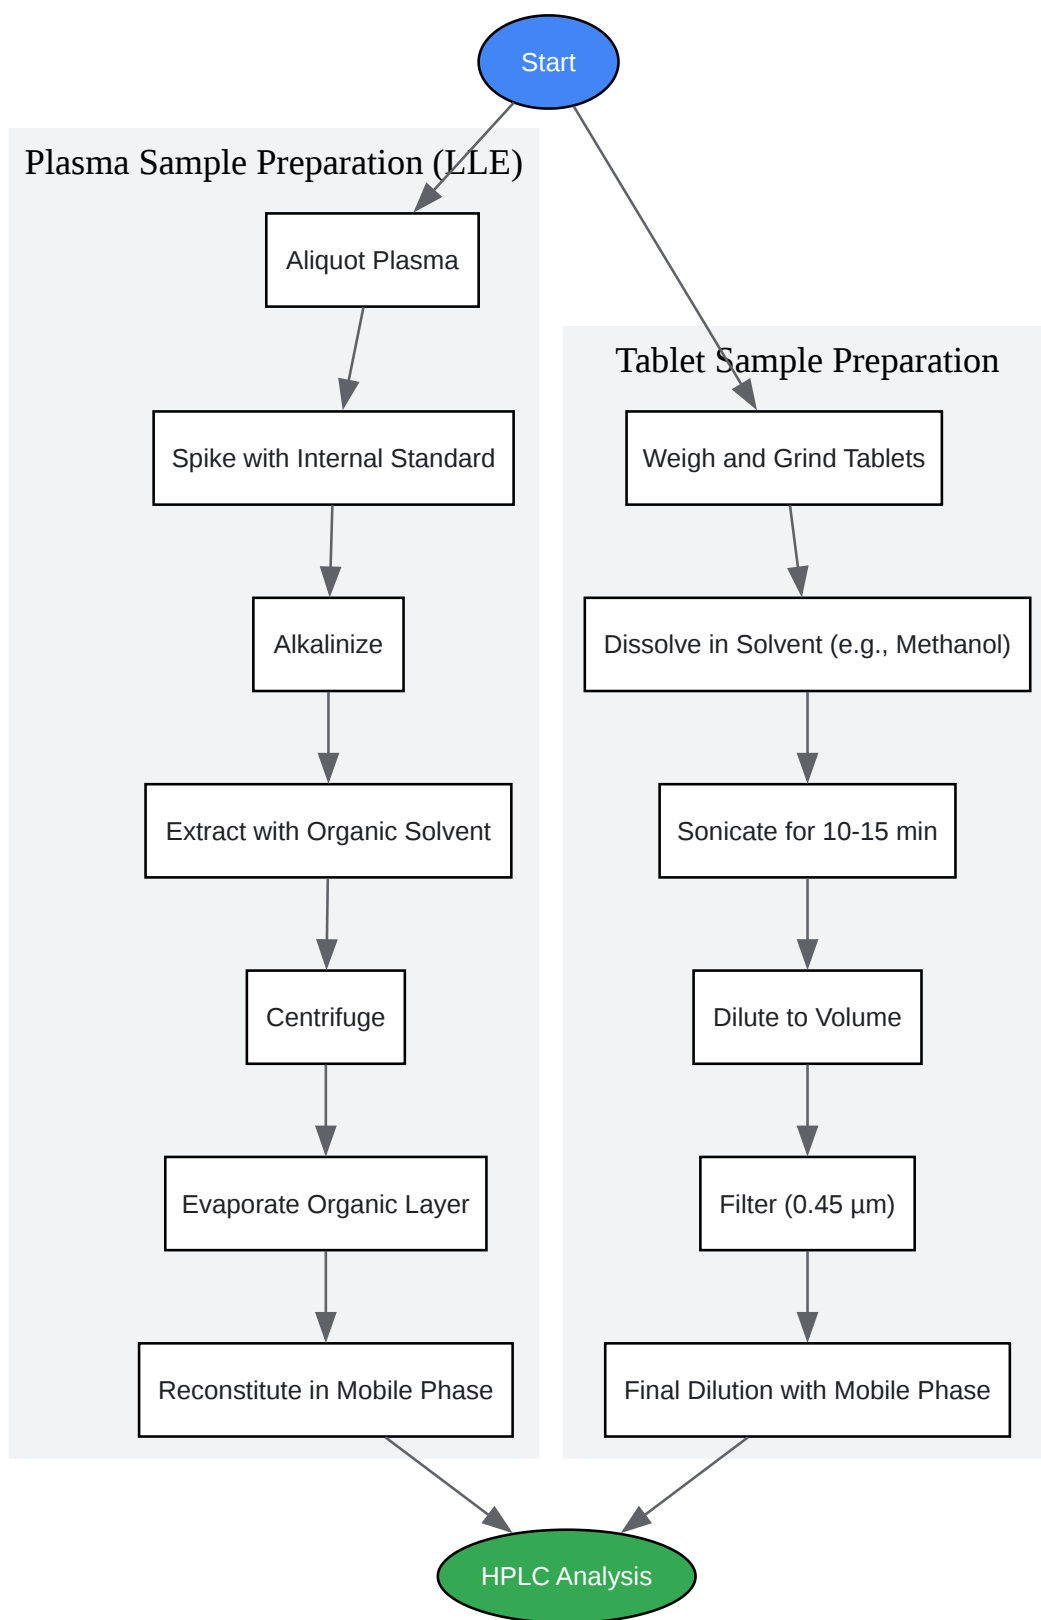 Start
Plasma Sample Preparation (LLE)
Aliquot Plasma
Spike with Internal Standard
Alkalinize
Extract with Organic Solvent
Centrifuge
Evaporate Organic Layer
Reconstitute in Mobile Phase
Tablet Sample Preparation
Weigh and Grind Tablets
Dissolve in Solvent (e.g., Methanol)
Sonicate for 10-15 min
Dilute to Volume
Filter (0.45 µm)
Final Dilution with Mobile Phase
HPLC Analysis